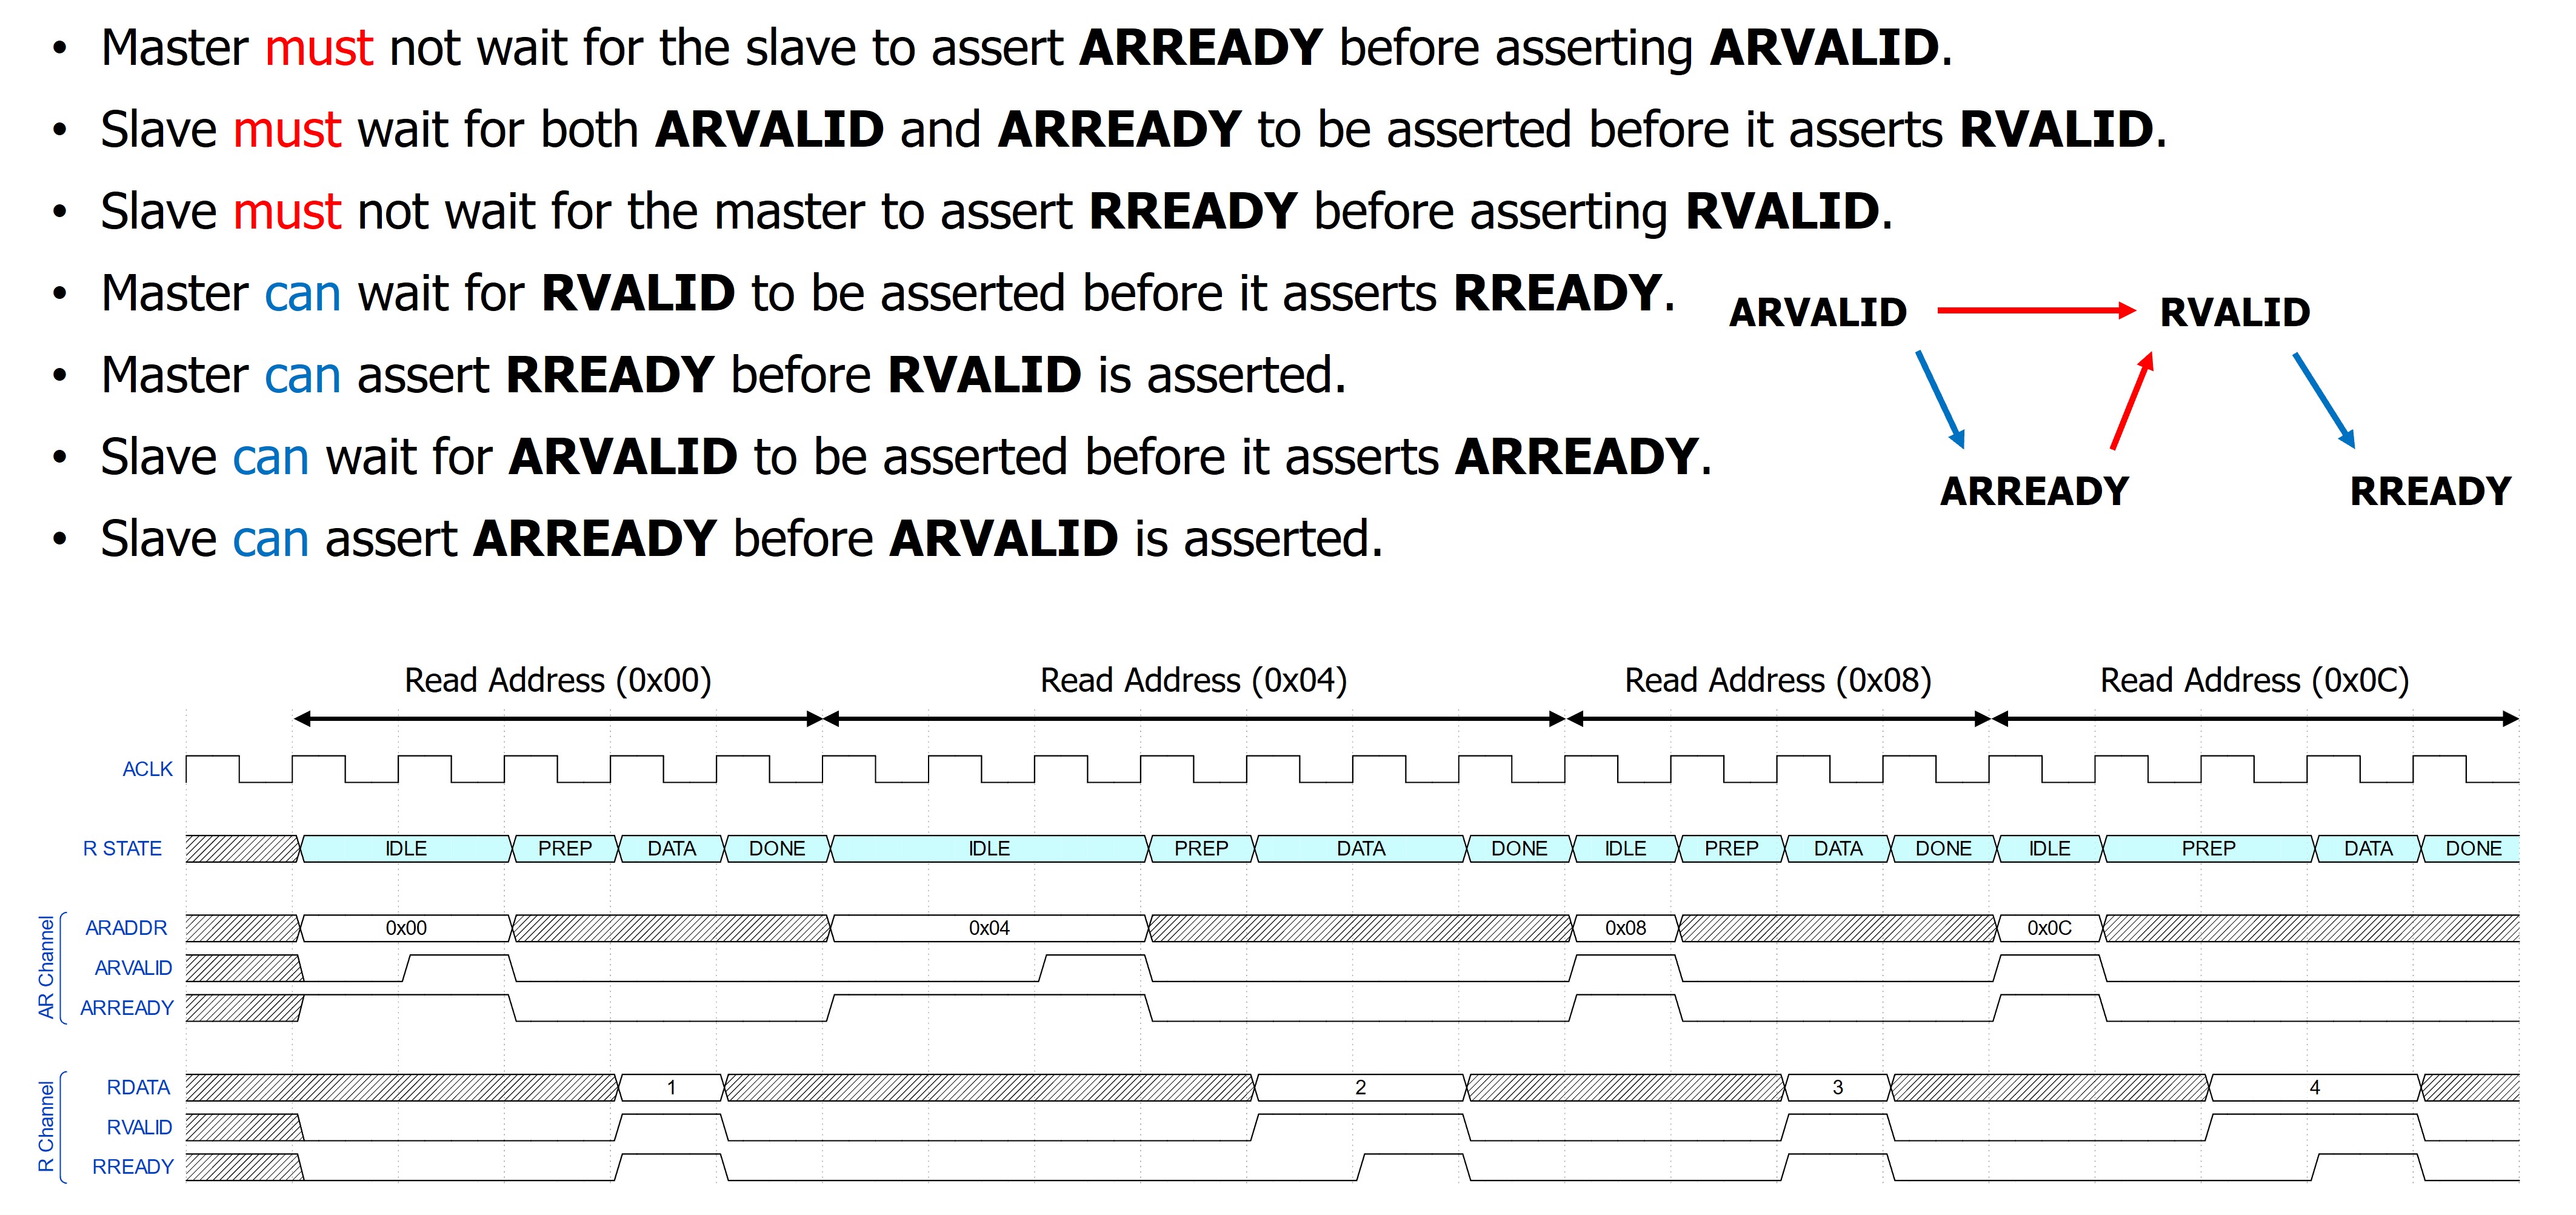 • Master must not wait for the slave to assert ARREADY before asserting ARVALID.
• Slave must wait for both ARVALID and ARREADY to be asserted before it asserts RVALID.
• Slave must not wait for the master to assert RREADY before asserting RVALID.
• Master can wait for RVALID to be asserted before it asserts RREADY.
• Master can assert RREADY before RVALID is asserted.
• Slave can wait for ARVALID to be asserted before it asserts ARREADY.
• Slave can assert ARREADY before ARVALID is asserted.
ARVALID RVALID
ARREADY RREADY
Read Address (0x00) Read Address (0x04) Read Address (0x08) Read Address (0x0C)
ACLK
R STATE IDLE PREP DATA DONE IDLE PREP DATA DONE IDLE PREP DATA DONE IDLE PREP DATA DONE
AR Channel
ARADDR 0x00 0x04 0x08 0x0C
ARVALID
ARREADY
R Channel
RDATA 1 2 3 4
RVALID
RREADY